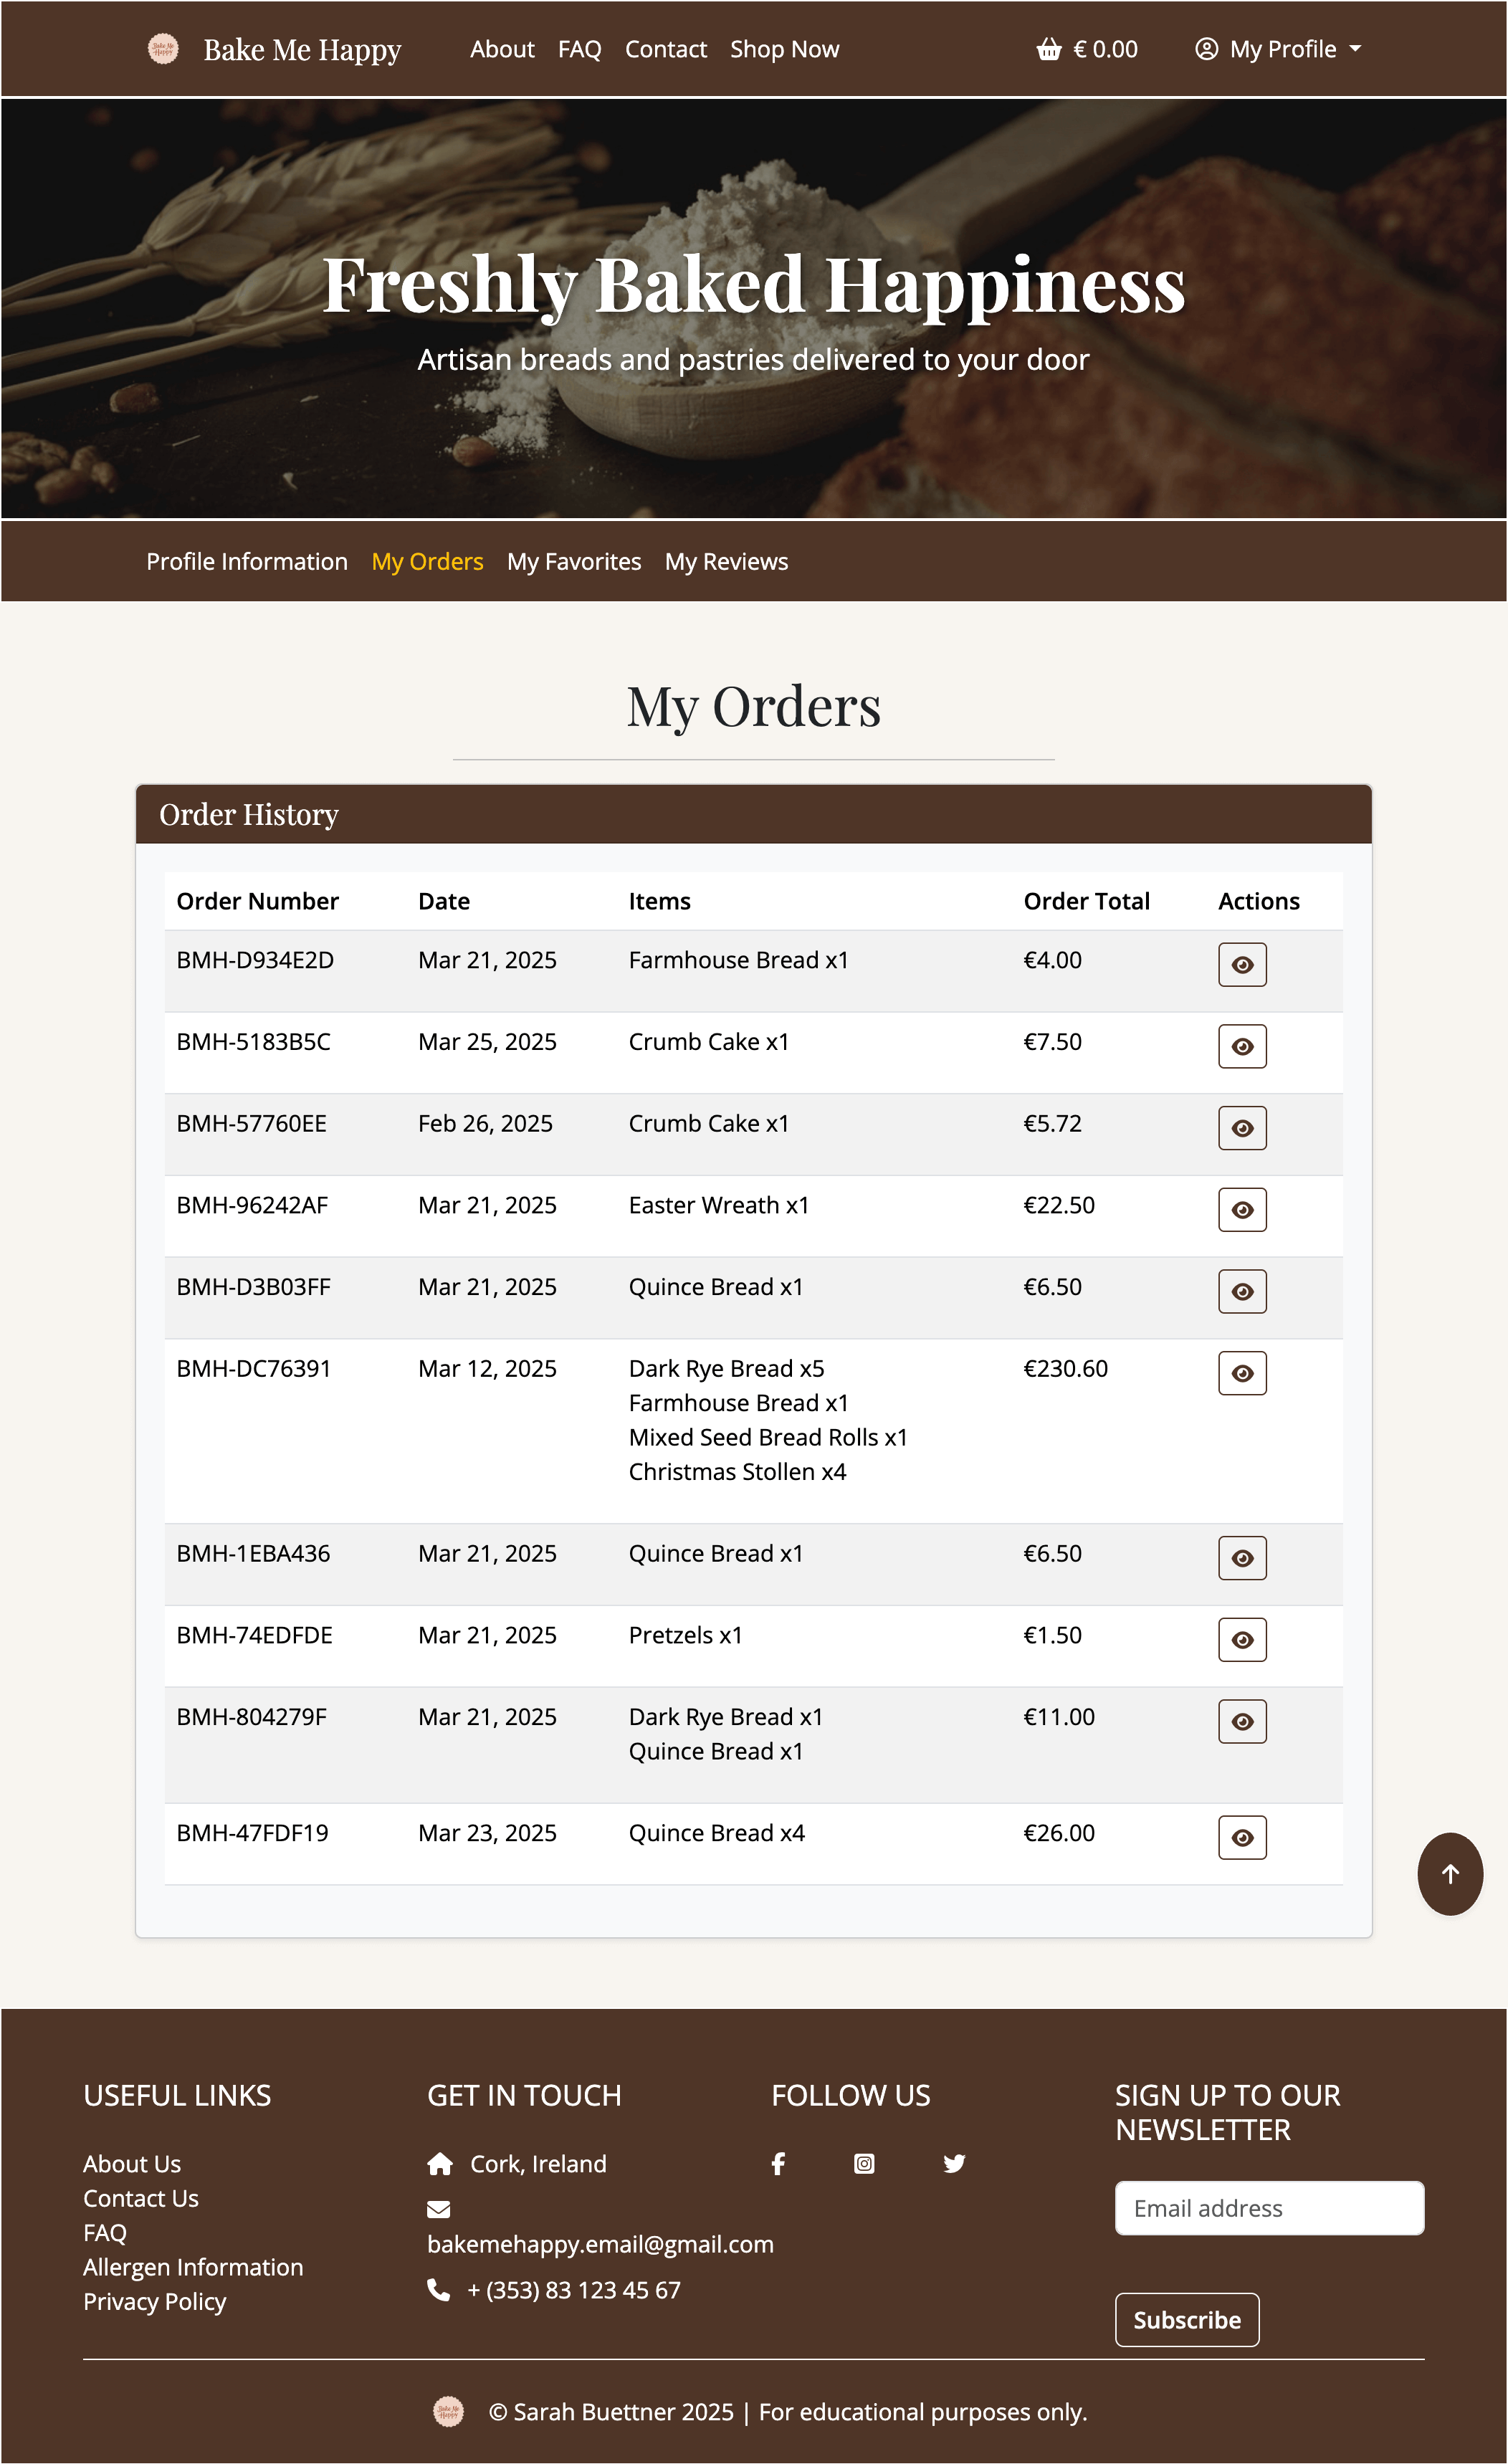 Bake Me Happy
Bake Me Happy About FAQ Contact Shop Now € 0.00 My Profile
Freshly Baked Happiness
Artisan breads and pastries delivered to your door
Profile Information My Orders My Favorites My Reviews
My Orders
Order History
Order Number Date Items Order Total Actions
BMH-D934E2D Mar 21, 2025 Farmhouse Bread x1 €4.00
BMH-5183B5C Mar 25, 2025 Crumb Cake x1 €7.50
BMH-57760EE Feb 26, 2025 Crumb Cake x1 €5.72
BMH-96242AF Mar 21, 2025 Easter Wreath x1 €22.50
BMH-D3B03FF Mar 21, 2025 Quince Bread x1 €6.50
BMH-DC76391 Mar 12, 2025 Dark Rye Bread x5 €230.60
Farmhouse Bread x1
Mixed Seed Bread Rolls x1
Christmas Stollen x4
BMH-1EBA436 Mar 21, 2025 Quince Bread x1 €6.50
BMH-74EDFDE Mar 21, 2025 Pretzels x1 €1.50
BMH-804279F Mar 21, 2025 Dark Rye Bread x1 €11.00
Quince Bread x1
BMH-47FDF19 Mar 23, 2025 Quince Bread x4 €26.00
USEFUL LINKS
About Us
Contact Us
FAQ
Allergen Information
Privacy Policy
GET IN TOUCH
Cork, Ireland
bakemehappy.email@gmail.com
+ (353) 83 123 45 67
FOLLOW US
SIGN UP TO OUR
NEWSLETTER
Email address
Subscribe
Bake Me Happy
© Sarah Buettner 2025 | For educational purposes only.